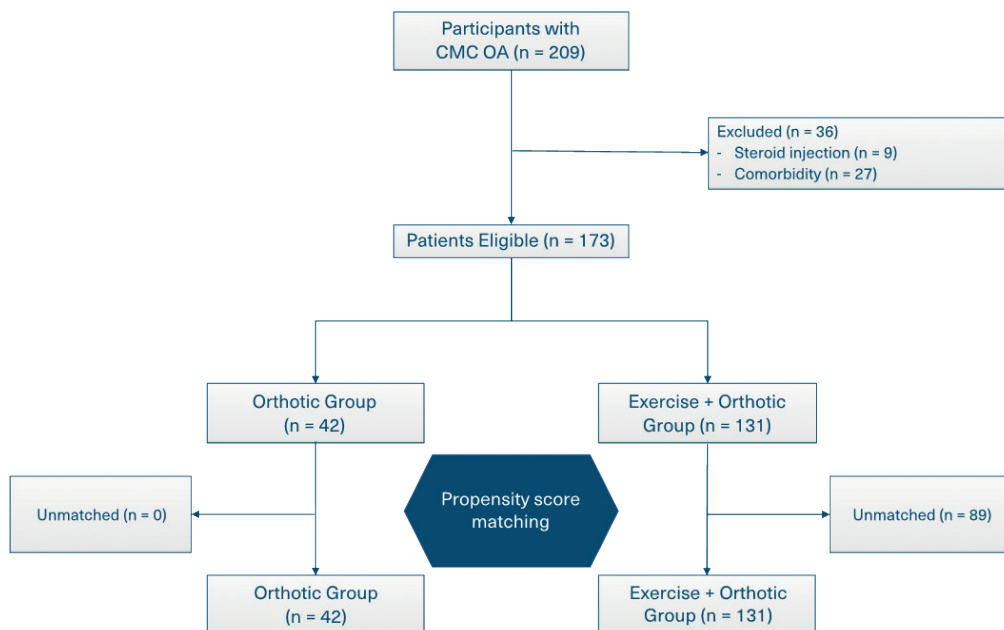 Participants with
CMC OA (n = 209)
Excluded (n = 36)
- Steroid injection (n = 9)
- Comorbidity (n = 27)
Patients Eligible (n = 173)
Orthotic Group
(n = 42)
Exercise + Orthotic
Group (n = 131)
Unmatched (n = 0)
Propensity score
matching
Unmatched (n = 89)
Orthotic Group
(n = 42)
Exercise + Orthotic
Group (n = 131)